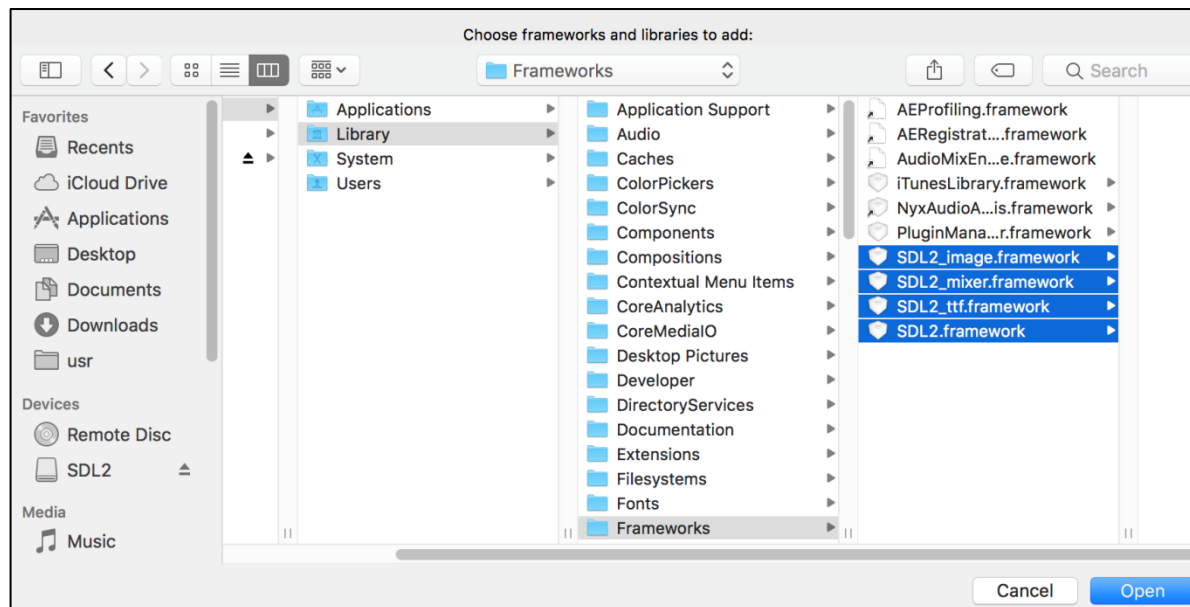 Choose frameworks and libraries to add:
Frameworks
Search
Favorites
Recents
iCloud Drive
Applications
Desktop
Documents
Downloads
usr
Devices
Remote Disc
SDL2
Media
Music
Applications
Library
System
Users
Application Support
Audio
Caches
ColorPickers
ColorSync
Components
Compositions
Contextual Menu Items
CoreAnalytics
CoreMediaIO
Desktop Pictures
Developer
DirectoryServices
Documentation
Extensions
Filesystems
Fonts
Frameworks
AEProfiling.framework
AERegistrat....framework
AudioMixEn...e.framework
iTunesLibrary.framework
NyxAudioA...is.framework
PluginMana...r.framework
SDL2_image.framework
SDL2_mixer.framework
SDL2_ttf.framework
SDL2.framework
Cancel
Open